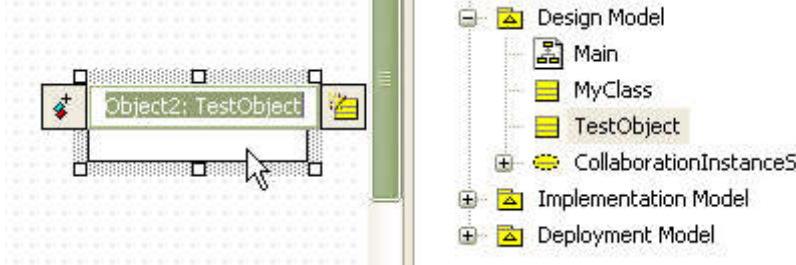 Object2: TestObject
Design Model
Main
MyClass
TestObject
CollaborationInstanceS
Implementation Model
Deployment Model